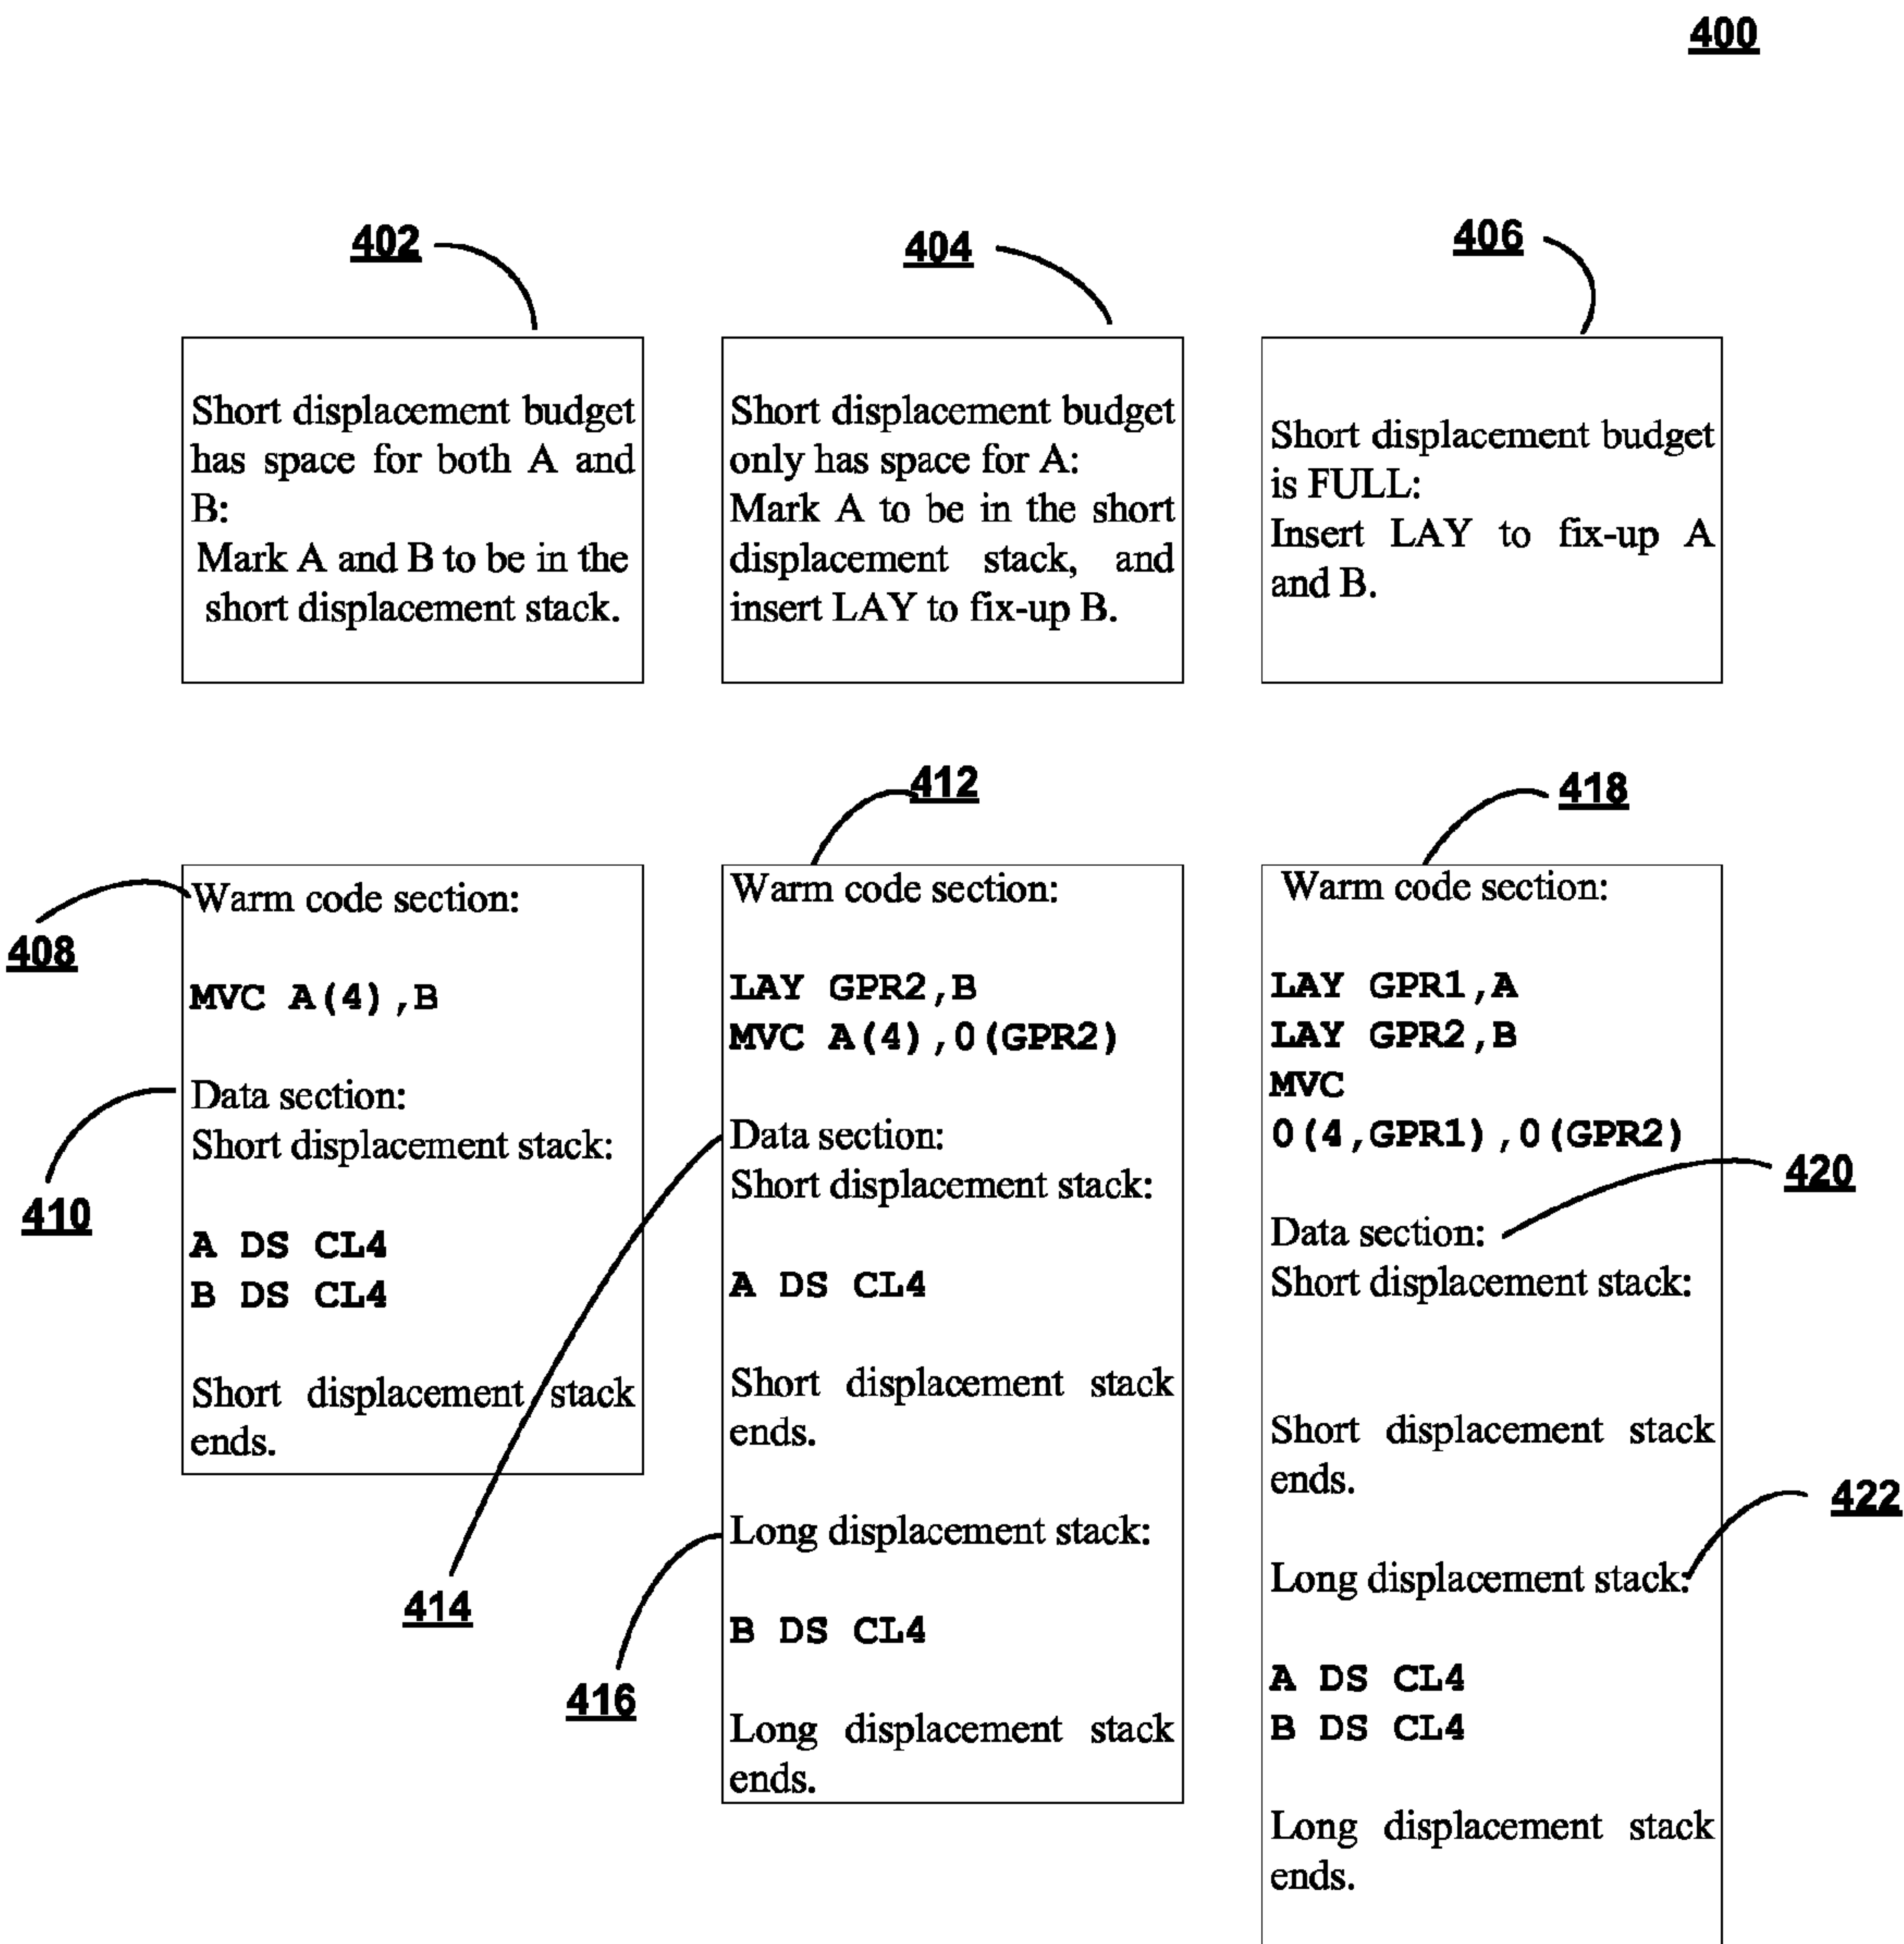 400
402
404
406
Short displacement budget
has space for both A and
B:
Mark A and B to be in the
short displacement stack.
Short displacement budget
only has space for A:
Mark A to be in the short
displacement stack, and
insert LAY to fix-up B.
Short displacement budget
is FULL:
Insert LAY to fix-up A
and B.
408
410
Warm code section:
MVC A(4),B
Data section:
Short displacement stack:
A DS CL4
B DS CL4
Short displacement stack
ends.
412
414
416
Warm code section:
LAY GPR2,B
MVC A(4),0(GPR2)
Data section:
Short displacement stack:
A DS CL4
Short displacement stack
ends.
Long displacement stack:
B DS CL4
Long displacement stack
ends.
418
420
422
Warm code section:
LAY GPR1,A
LAY GPR2,B
MVC
0(4,GPR1),0(GPR2)
Data section:
Short displacement stack:
Short displacement stack
ends.
Long displacement stack:
A DS CL4
B DS CL4
Long displacement stack
ends.